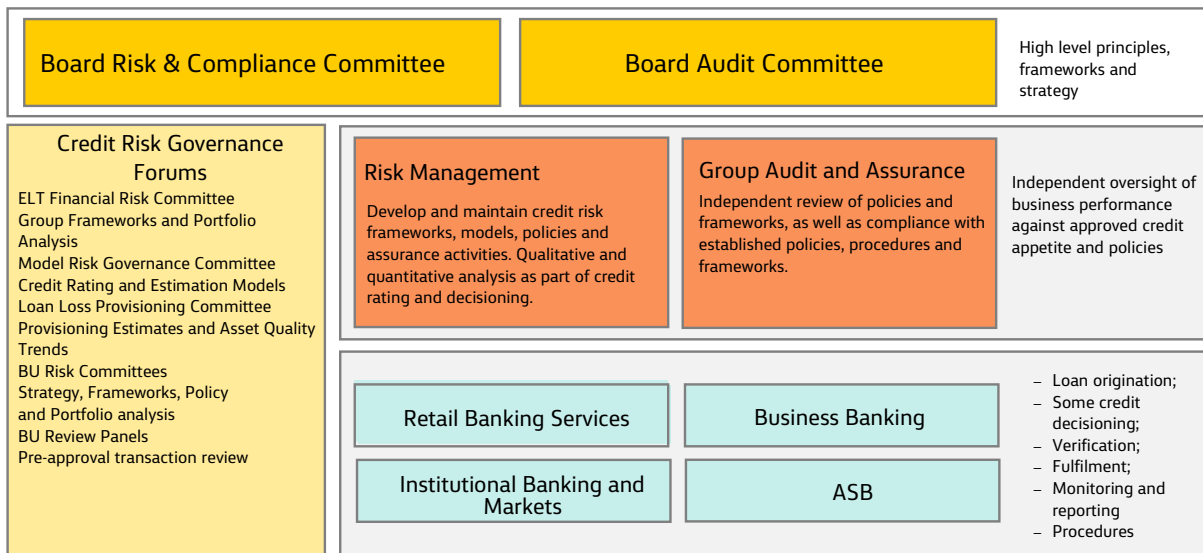 Board Risk & Compliance Committee
Board Audit Committee
High level principles,
frameworks and
strategy
Credit Risk Governance
Forums
ELT Financial Risk Committee
Group Frameworks and Portfolio
Analysis
Model Risk Governance Committee
Credit Rating and Estimation Models
Loan Loss Provisioning Committee
Provisioning Estimates and Asset Quality
Trends
BU Risk Committees
Strategy, Frameworks, Policy
and Portfolio analysis
BU Review Panels
Pre-approval transaction review
Risk Management
Develop and maintain credit risk
frameworks, models, policies and
assurance activities. Qualitative and
quantitative analysis as part of credit
rating and decisioning.
Group Audit and Assurance
Independent review of policies and
frameworks, as well as compliance with
established policies, procedures and
frameworks.
Independent oversight of
business performance
against approved credit
appetite and policies
Retail Banking Services
Business Banking
Institutional Banking and
Markets
ASB
– Loan origination;
– Some credit
decisioning;
– Verification;
– Fulfilment;
– Monitoring and
reporting
– Procedures